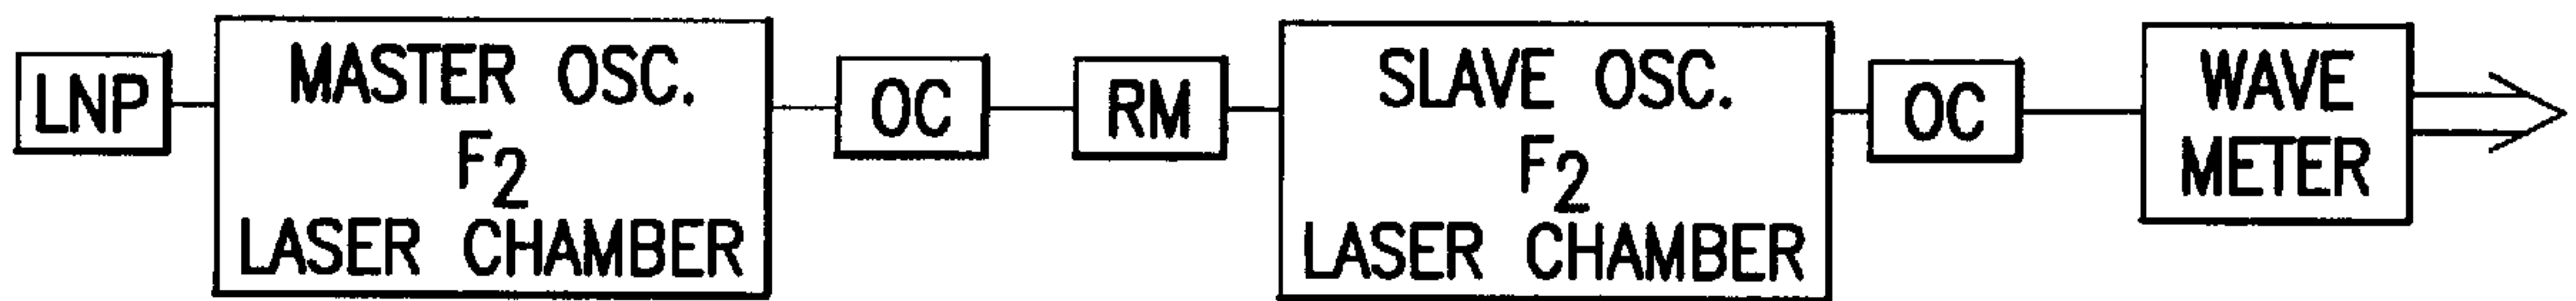 LNP
MASTER OSC.
F2
LASER CHAMBER
OC
RM
SLAVE OSC.
F2
LASER CHAMBER
OC
WAVE
METER